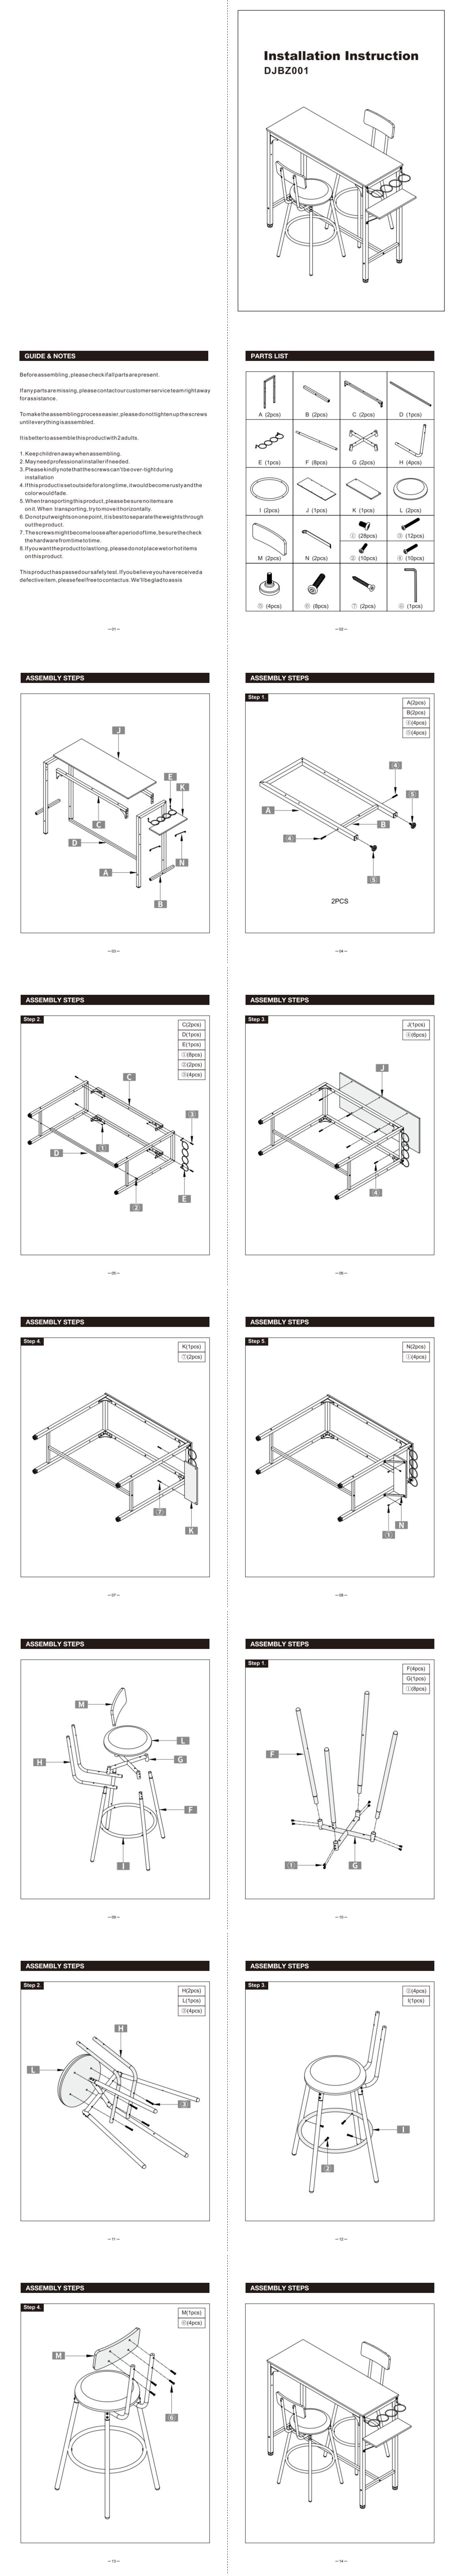 Installation Instruction
DJBZ001
GUIDE & NOTES
Before assembling, please check if all parts are present.
If any parts are missing, please contact our customer service team right away
for assistance.
To make the assembling process easier, please do not tighten up the screws
until everything is assembled.
It is better to assemble this product with 2 adults.
1. Keep children away when assembling.
2. May need professional installer if needed.
3. Please kindly note that the screws can't be over-tight during
installation
4. If this product is set outside for a long time, it would become rusty and the
color would fade.
5. When transporting this product, please be sure no items are
on it. When transporting, try to move it horizontally.
6. Do not put weights on one point, it is best to separate the weights through
out the product.
7. The screws might become loose after a period of time, be sure the check
the hardware from time to time.
8. If you want the product to lasting, please do not place wet or hot items
on this product.
This product has passed our safety test. If you believe you have received a
defective item, please feel free to contact us. We'll be glad to assis
—01—
PARTS LIST
A (2pcs) B (2pcs) C (2pcs) D (1pcs)
E (1pcs) F (8pcs) G (2pcs) H (4pcs)
I (2pcs) J (1pcs) K (1pcs) L (2pcs)
M (2pcs) N (2pcs) ① (28pcs) ③ (12pcs)
② (10pcs) ④ (10pcs)
⑤ (4pcs) ⑥ (8pcs) ⑦ (2pcs) ⑧ (1pcs)
—02—
ASSEMBLY STEPS
J
E
K
C
D
N
A
B
—03—
ASSEMBLY STEPS
Step 1.
A(2pcs)
B(2pcs)
④(4pcs)
⑤(4pcs)
4
5
A
B
4
5
2PCS
—04—
ASSEMBLY STEPS
Step 2.
C(2pcs)
D(1pcs)
E(1pcs)
①(8pcs)
②(2pcs)
③(4pcs)
C
3
1
D
E
2
—05—
ASSEMBLY STEPS
Step 3.
J(1pcs)
④(6pcs)
J
4
—06—
ASSEMBLY STEPS
Step 4.
K(1pcs)
⑦(2pcs)
7
K
—07—
ASSEMBLY STEPS
Step 5.
N(2pcs)
①(4pcs)
N
1
—08—
ASSEMBLY STEPS
M
L
H
G
F
I
—09—
ASSEMBLY STEPS
Step 1.
F(4pcs)
G(1pcs)
①(8pcs)
F
1
G
—10—
ASSEMBLY STEPS
Step 2.
H(2pcs)
L(1pcs)
③(4pcs)
H
L
3
—11—
ASSEMBLY STEPS
Step 3.
②(4pcs)
I(1pcs)
I
2
—12—
ASSEMBLY STEPS
Step 4.
M(1pcs)
⑥(4pcs)
M
6
—13—
ASSEMBLY STEPS
—14—